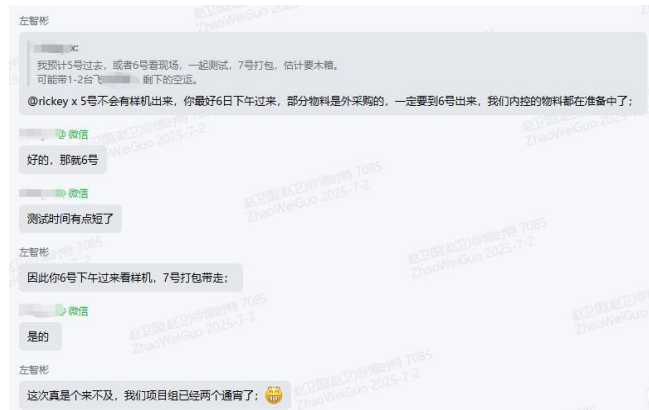 左智彬
x:
我预计5号过去，或者6号看现场，一起测试，7号打包，估计要木箱。
可能带1-2台飞 剩下的空运。
@rickey x 5号不会有样机出来，你最好6日下午过来，部分物料是外采购的，一定要到6号出来，我们内控的物料都在准备中了；
@微信
好的，那就6号
@微信
测试时间有点短了
左智彬
因此你6号下午过来看样机，7号打包带走；
@微信
是的
左智彬
这次真是个来不及，我们项目组已经两个通宵了；
ZhaoWeiGuo 2025-7-2